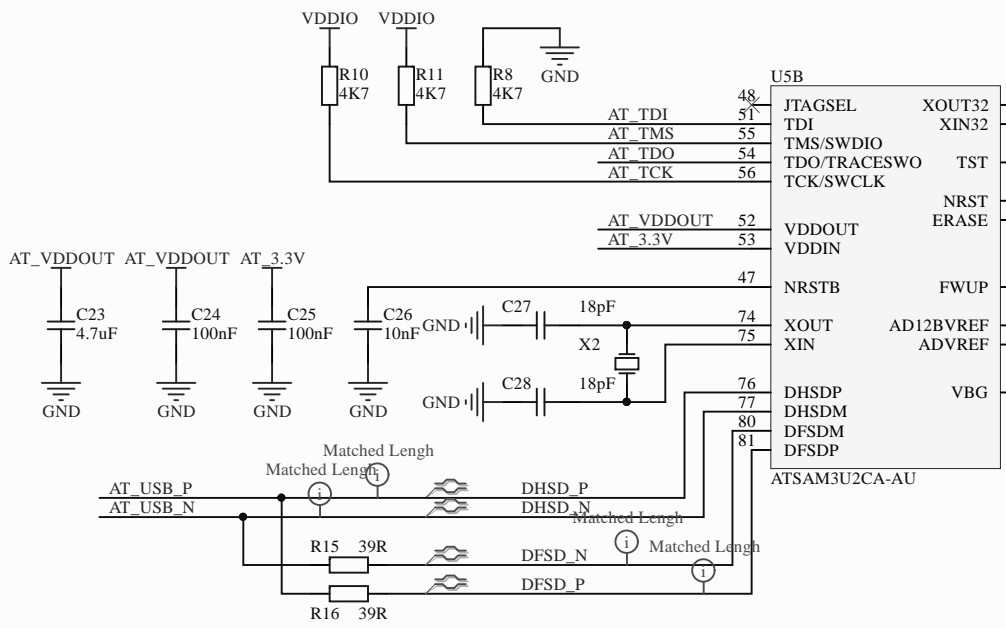 VDDIO VDDIO
R10 4K7
R11 4K7
R8 4K7
GND
U5B
48 JTAGSEL
AT_TDI 51 TDI
AT_TMS 55 TMS/SWDIO
AT_TDO 54 TDO/TRACESWO
AT_TCK 56 TCK/SWCLK
AT_VDDOUT 52 VDDOUT
AT_3.3V 53 VDDIN
47 NRSTB
74 XOUT
75 XIN
76 DHSDP
77 DHSDM
80 DFSDM
81 DFSDP
XOUT32
XIN32
TST
NRST
ERASE
FWUP
AD12BVREF
ADVREF
VBG
ATSAM3U2CA-AU
AT_VDDOUT AT_VDDOUT AT_3.3V
C23 4.7uF
C24 100nF
C25 100nF
C26 10nF
GND GND GND GND
GND C27 18pF
X2
GND C28 18pF
Matched Lengh
Matched Lengh
AT_USB_P DHSD_P
AT_USB_N DHSD_N
Matched Lengh
Matched Lengh
R15 39R DFSD_N
R16 39R DFSD_P
i
i
i
i